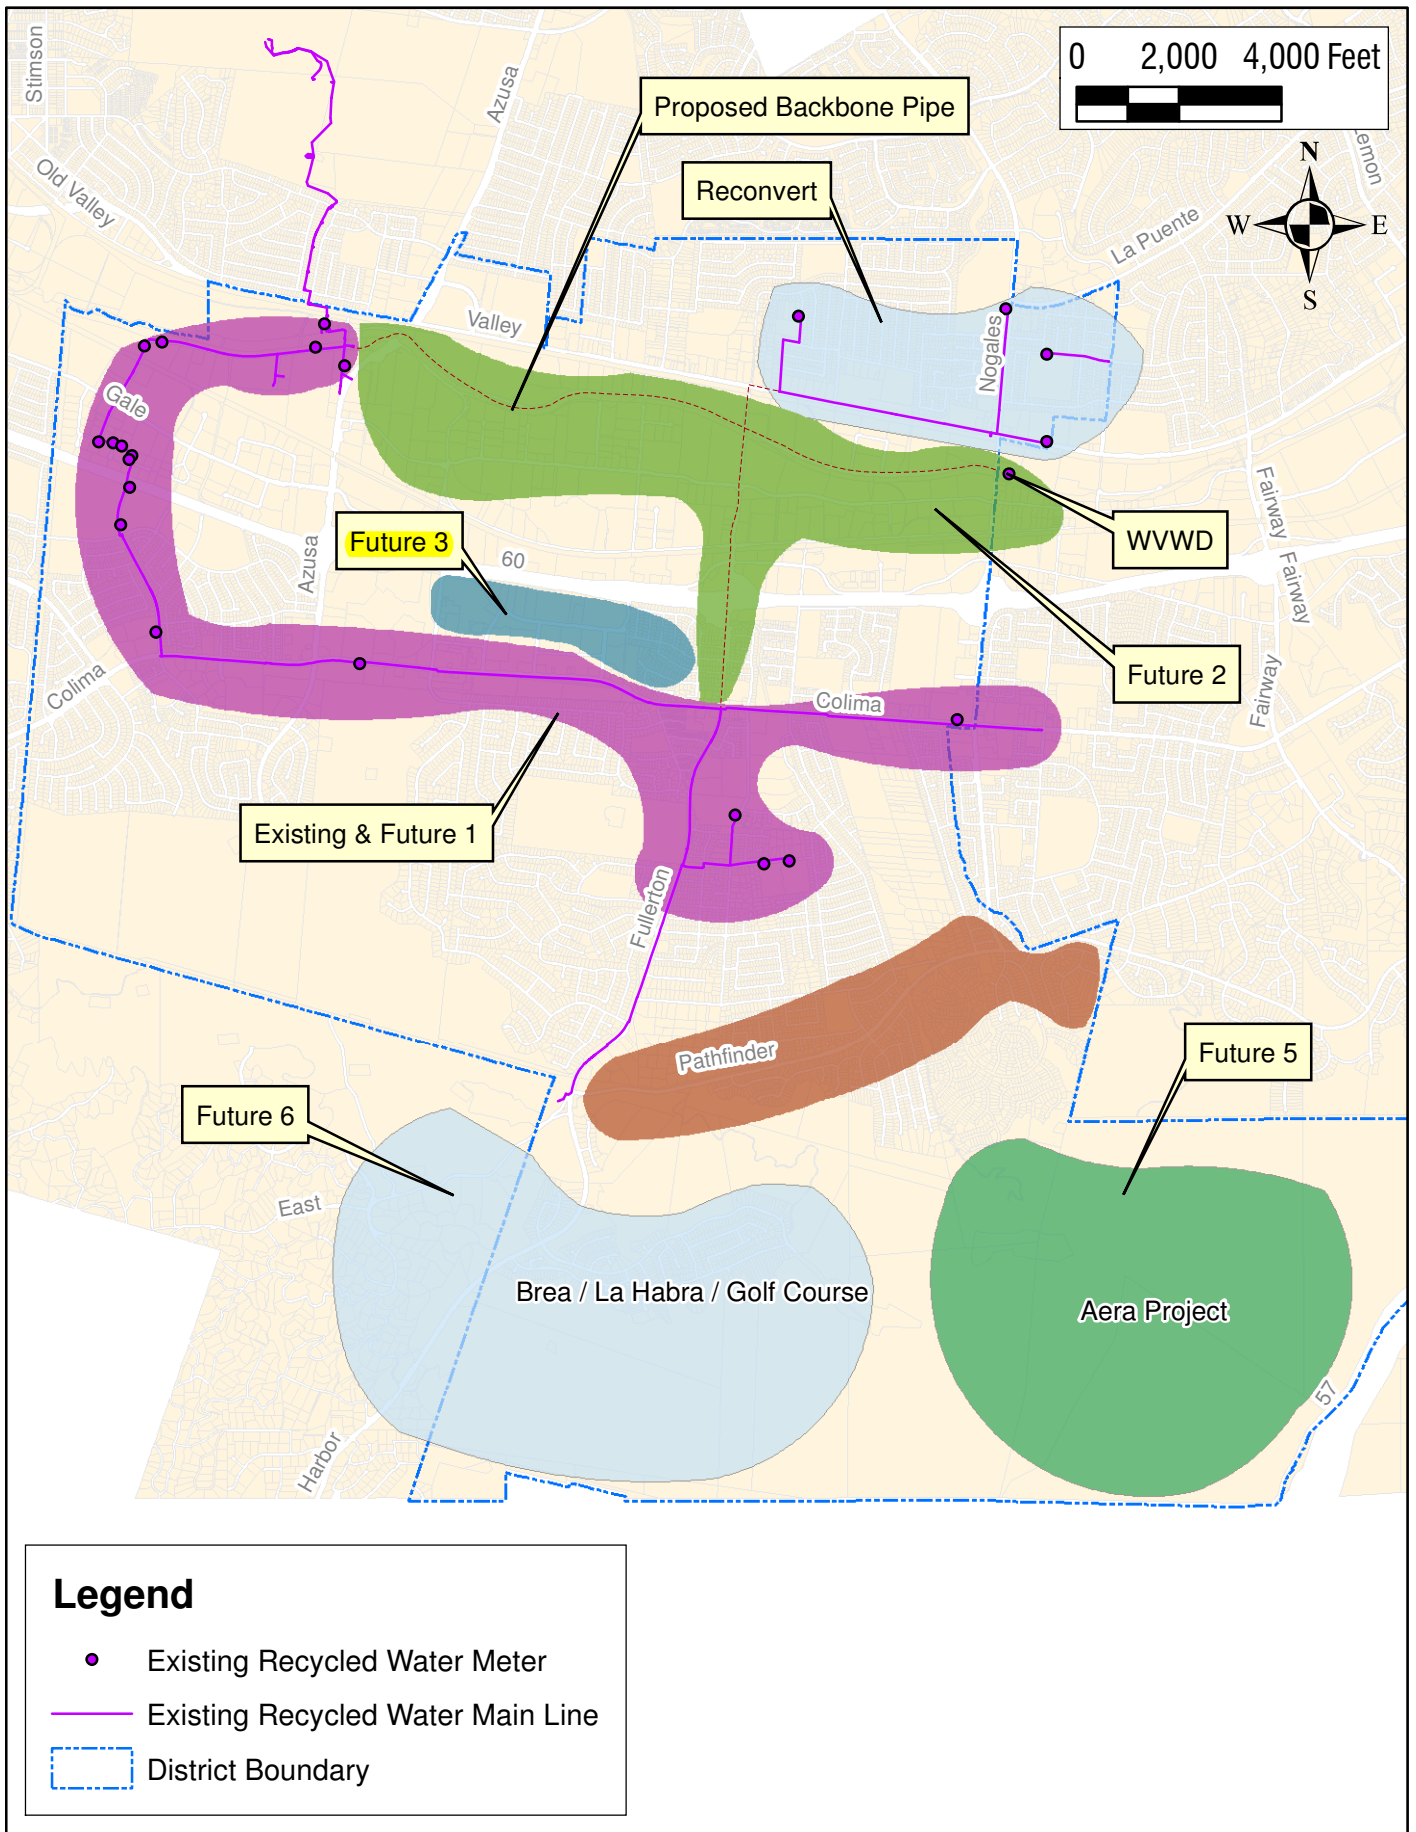 0 2,000 4,000 Feet
Stimson
Azusa
Proposed Backbone Pipe
Lemon
N
Old Valley
Reconvert
W E
La Puente
S
Valley
Nogales
Gale
Fairway
Future 3
60
WVWD
Azusa
Fairway
Future 2
Colima
Colima
Fairway
Existing & Future 1
Fullerton
Pathfinder
Future 5
Future 6
East
Brea / La Habra / Golf Course
Aera Project
57
Harbor
Legend
Existing Recycled Water Meter
Existing Recycled Water Main Line
District Boundary